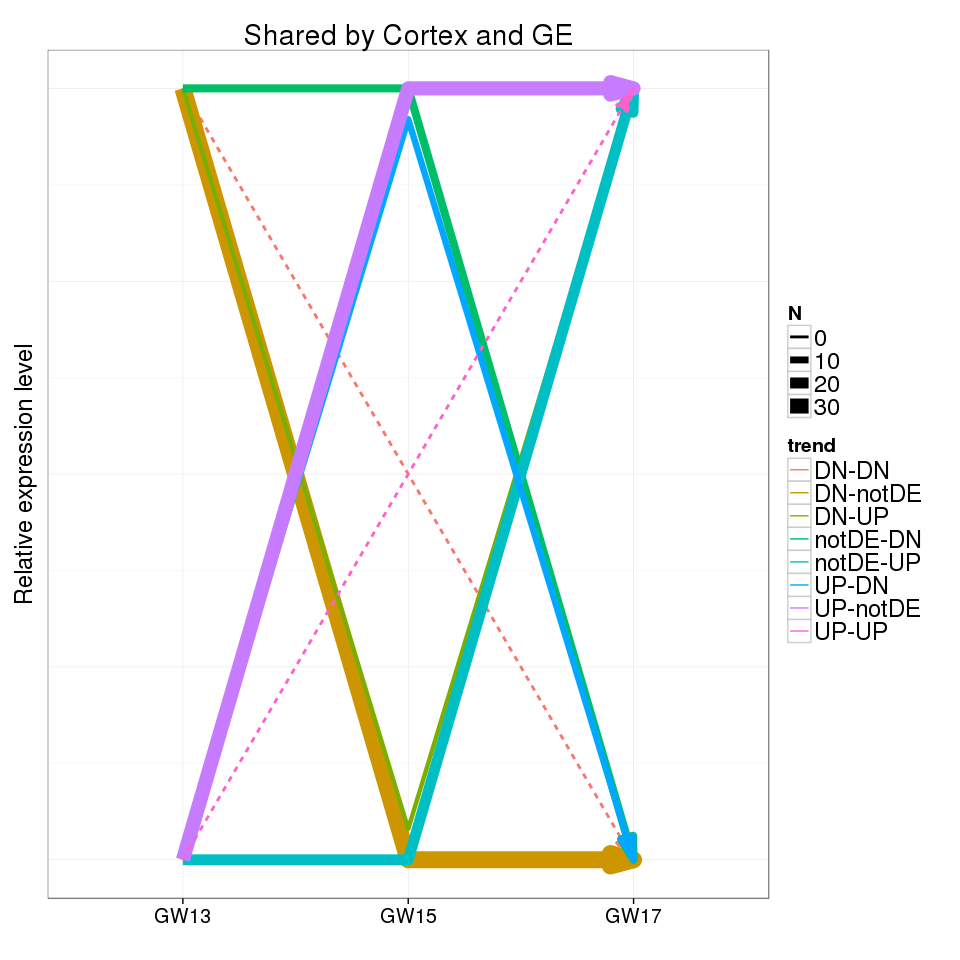 Shared by Cortex and GE
Relative expression level
GW13
GW15
GW17
N
0
10
20
30
trend
DN-DN
DN-notDE
DN-UP
notDE-DN
notDE-UP
UP-DN
UP-notDE
UP-UP